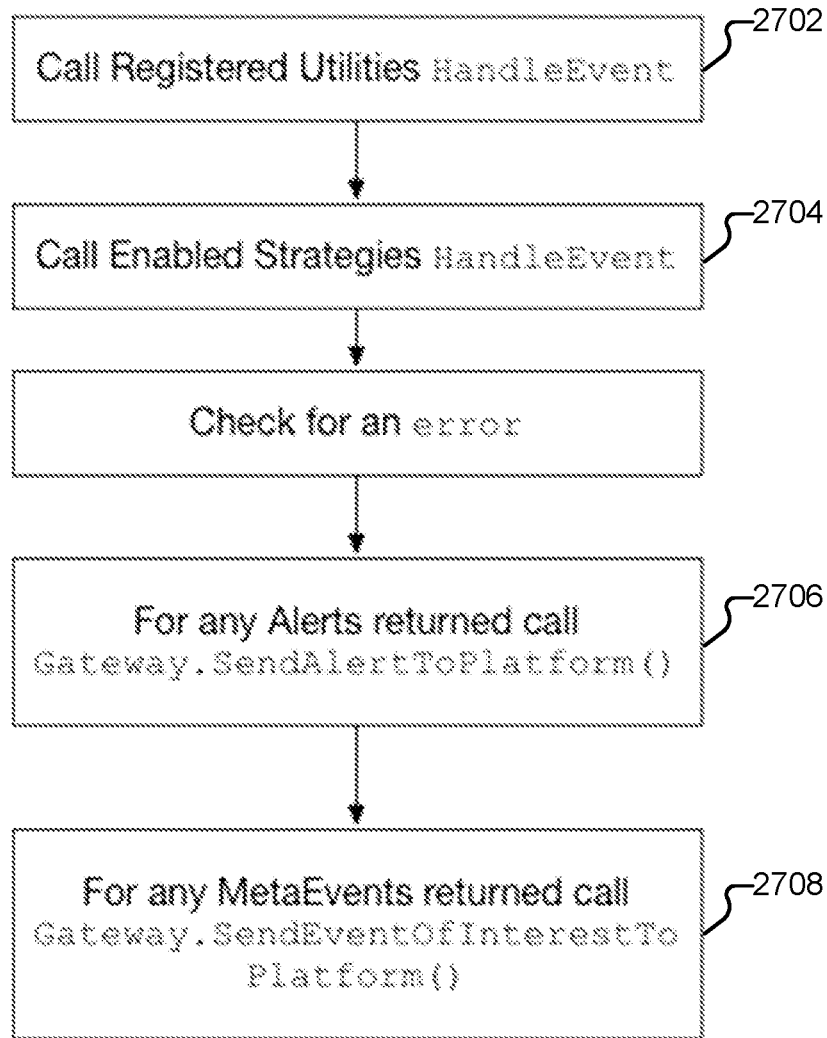 2702
Call Registered Utilities HandleEvent
2704
Call Enabled Strategies HandleEvent
Check for an error
2706
For any Alerts returned call
Gateway.SendAlertToPlatform()
2708
For any MetaEvents returned call
Gateway.SendEventOfInterestTo
Platform()